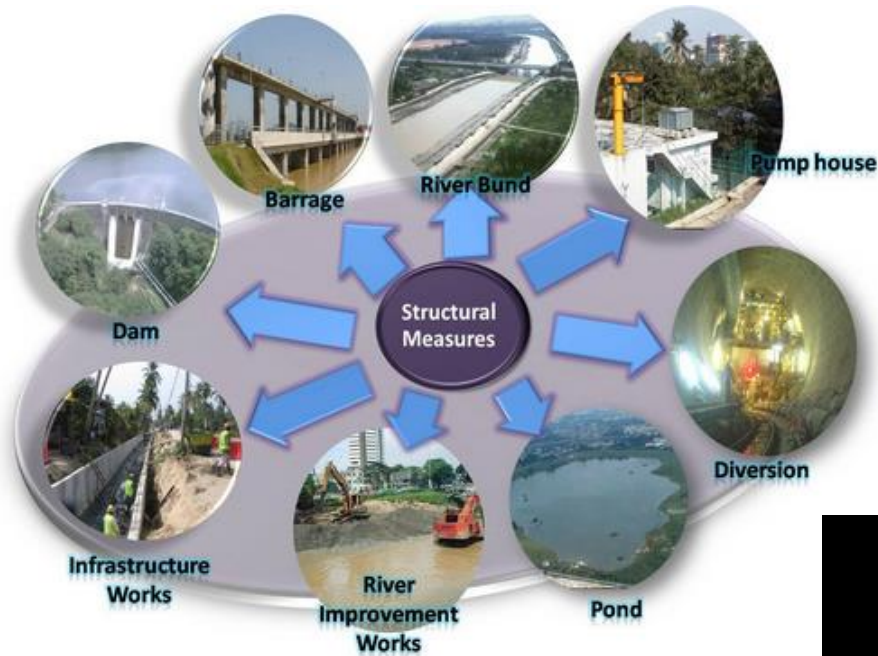 Barrage
River Bund
Pump house
Dam
Structural
Measures
Diversion
Infrastructure
Works
River
Improvement
Works
Pond